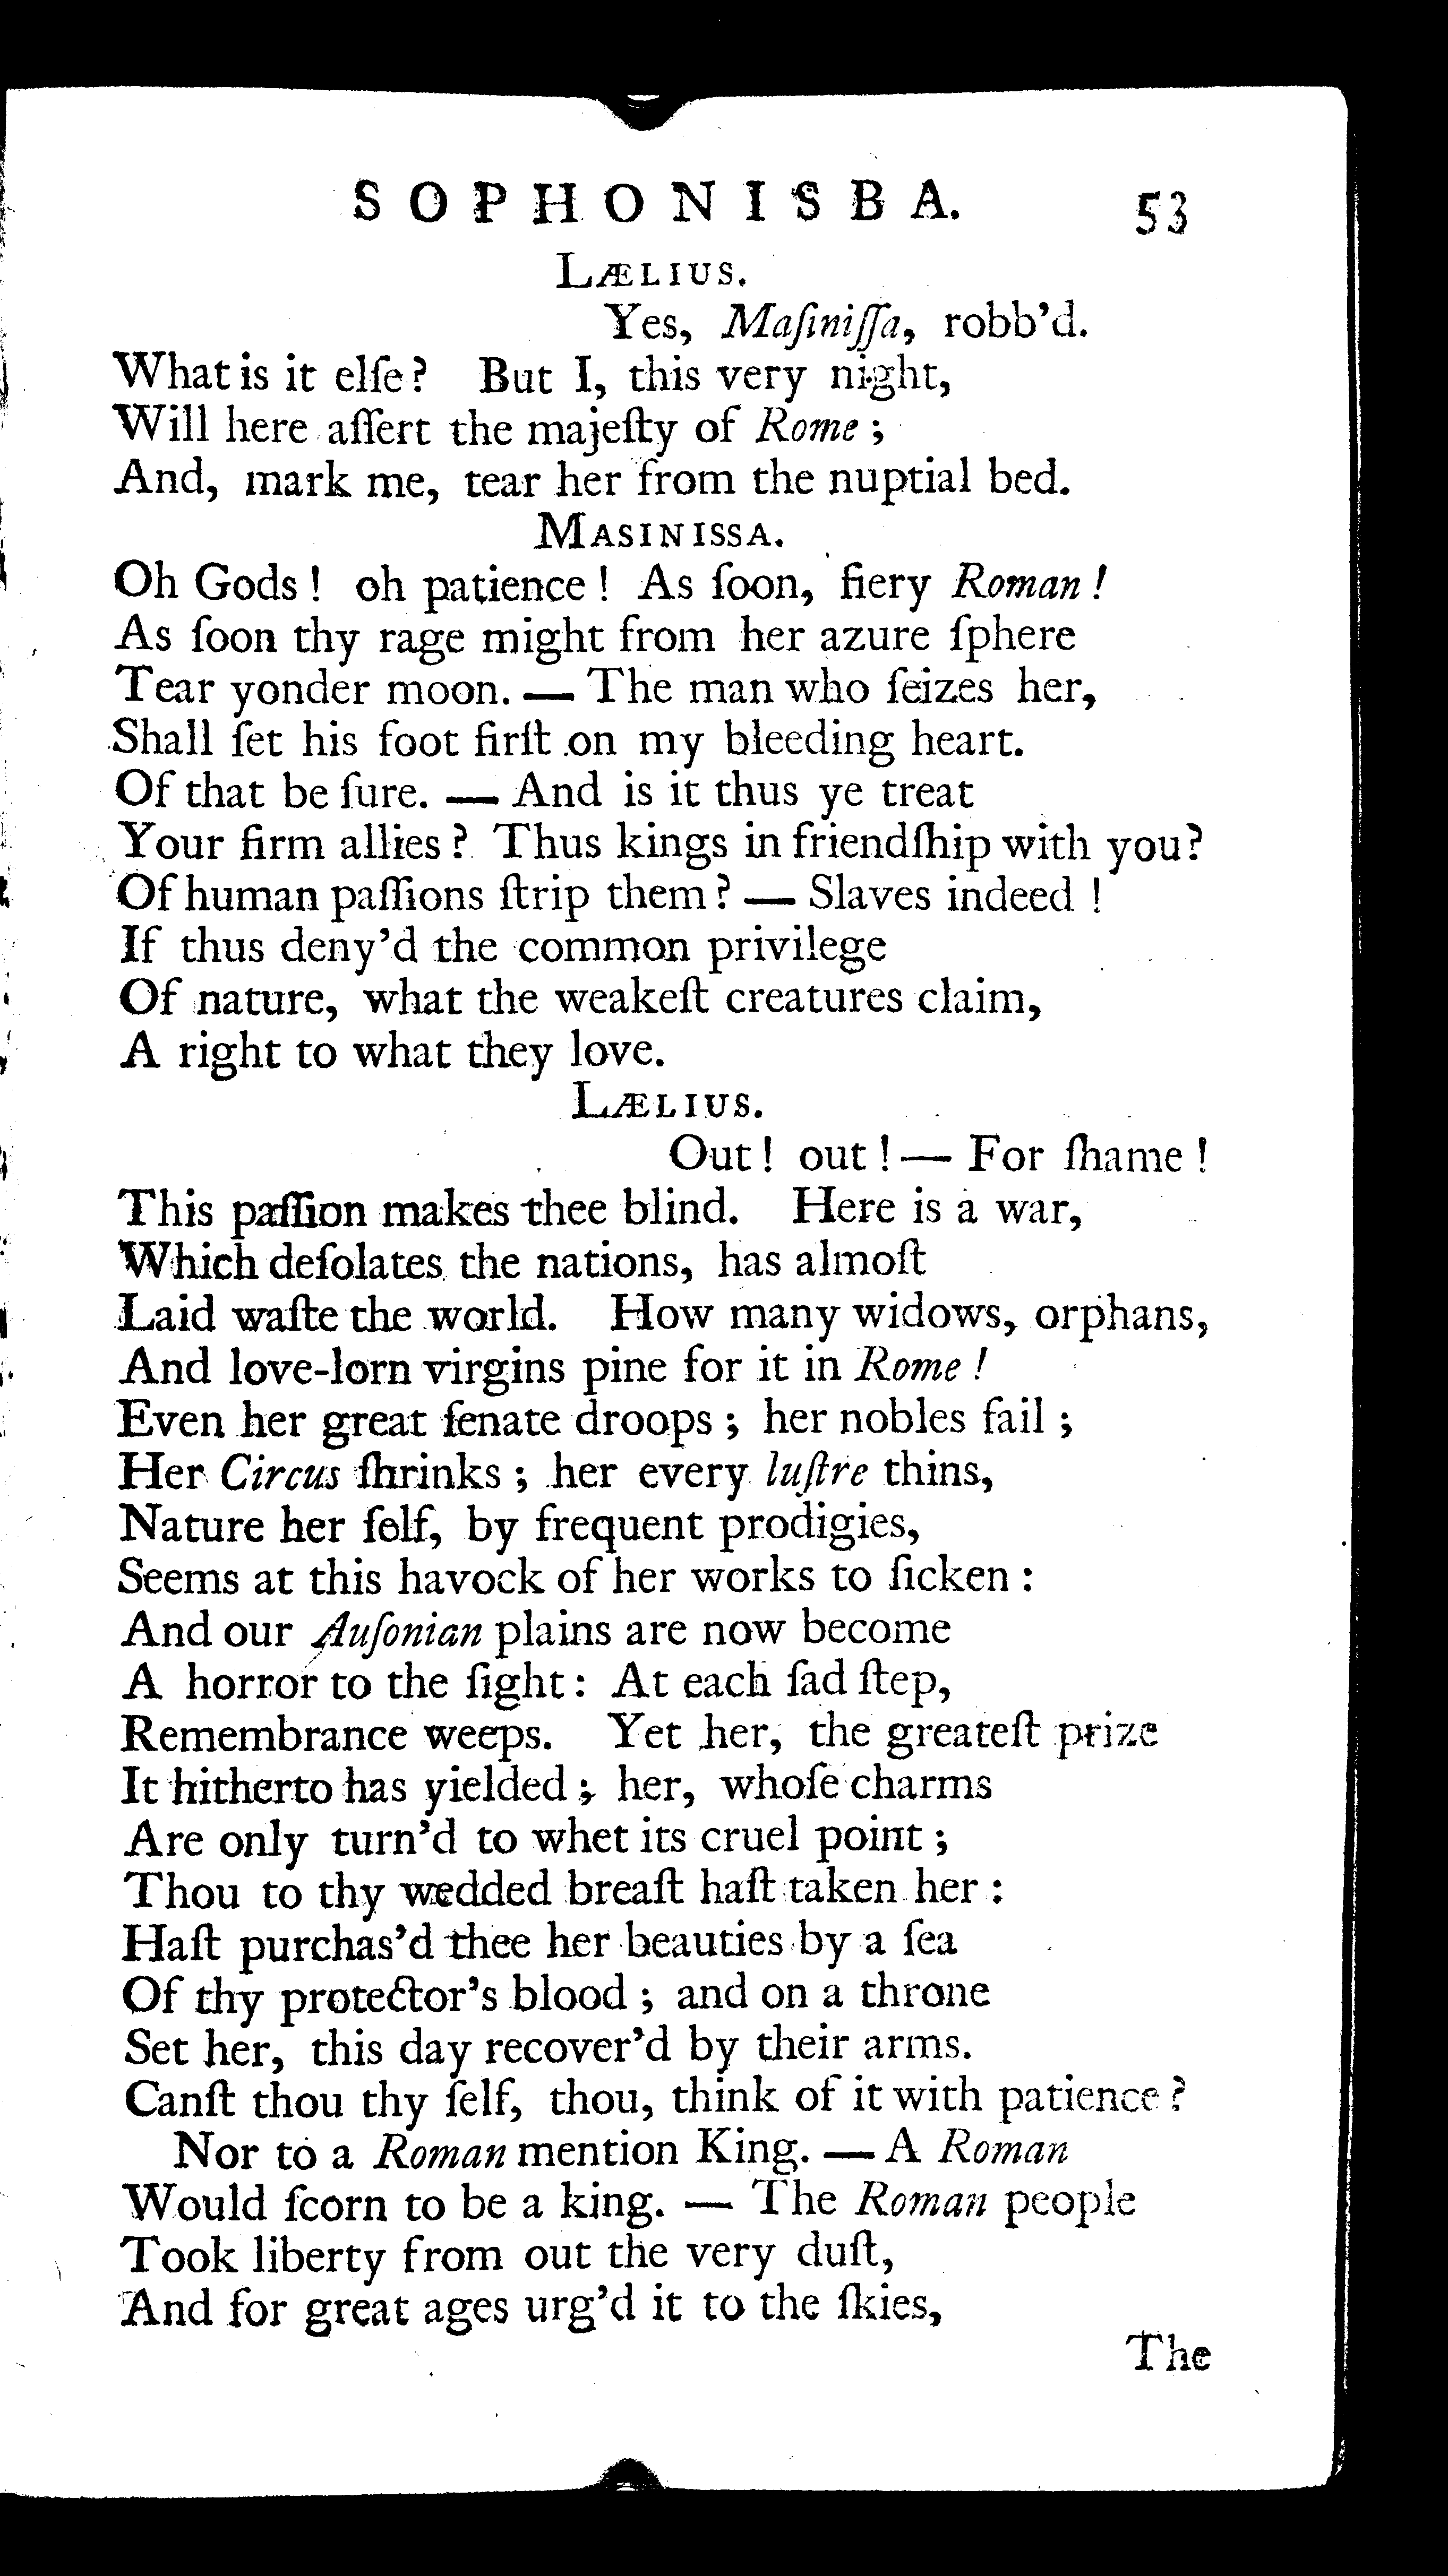 SOPHONISBA. 53
LÆLIUS.
Yes, Maſiniſſa, robb'd.
What is it elſe? But I, this very night,
Will here aſſert the majeſty of Rome;
And, mark me, tear her from the nuptial bed.
MASINISSA.
Oh Gods! oh patience! As ſoon, fiery Roman!
As ſoon thy rage might from her azure ſphere
Tear yonder moon. — The man who ſeizes her,
Shall ſet his foot firſt on my bleeding heart.
Of that be ſure. — And is it thus ye treat
Your firm allies? Thus kings in friendſhip with you?
Of human paſſions ſtrip them? — Slaves indeed!
If thus deny'd the common privilege
Of nature, what the weakeſt creatures claim,
A right to what they love.
LÆLIUS.
Out! out! — For ſhame!
This paſſion makes thee blind. Here is a war,
Which deſolates the nations, has almoſt
Laid waſte the world. How many widows, orphans,
And love-lorn virgins pine for it in Rome!
Even her great ſenate droops; her nobles fail;
Her Circus ſhrinks; her every luſtre thins,
Nature her ſelf, by frequent prodigies,
Seems at this havock of her works to ſicken:
And our Auſonian plains are now become
A horror to the ſight: At each ſad ſtep,
Remembrance weeps. Yet her, the greateſt prize
It hitherto has yielded; her, whoſe charms
Are only turn'd to whet its cruel point;
Thou to thy wedded breaſt haſt taken her:
Haſt purchas'd thee her beauties by a ſea
Of thy protector's blood; and on a throne
Set her, this day recover'd by their arms.
Canſt thou thy ſelf, thou, think of it with patience?
Nor to a Roman mention King. — A Roman
Would ſcorn to be a king. — The Roman people
Took liberty from out the very duſt,
And for great ages urg'd it to the ſkies,
The